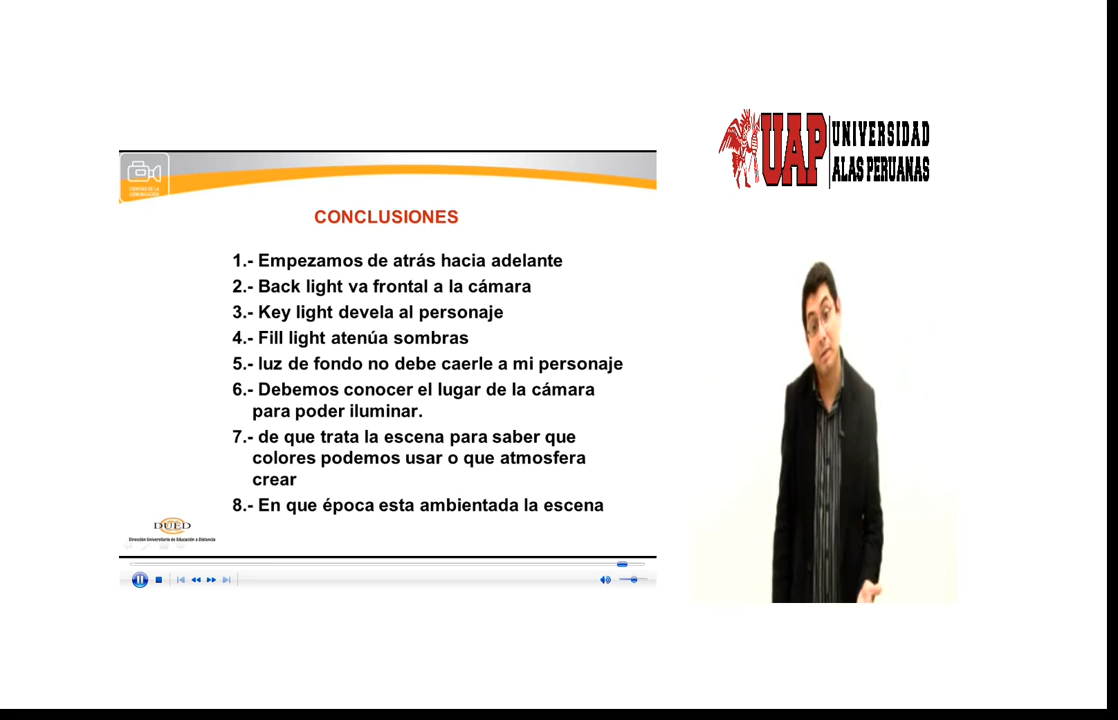 UAP UNIVERSIDAD
ALAS PERUANAS
CIENCIAS DE LA
COMUNICACIÓN
CONCLUSIONES
1.- Empezamos de atrás hacia adelante
2.- Back light va frontal a la cámara
3.- Key light devela al personaje
4.- Fill light atenúa sombras
5.- luz de fondo no debe caerle a mi personaje
6.- Debemos conocer el lugar de la cámara
para poder iluminar.
7.- de que trata la escena para saber que
colores podemos usar o que atmosfera
crear
8.- En que época esta ambientada la escena
DUED
Dirección Universitaria de Educación a Distancia